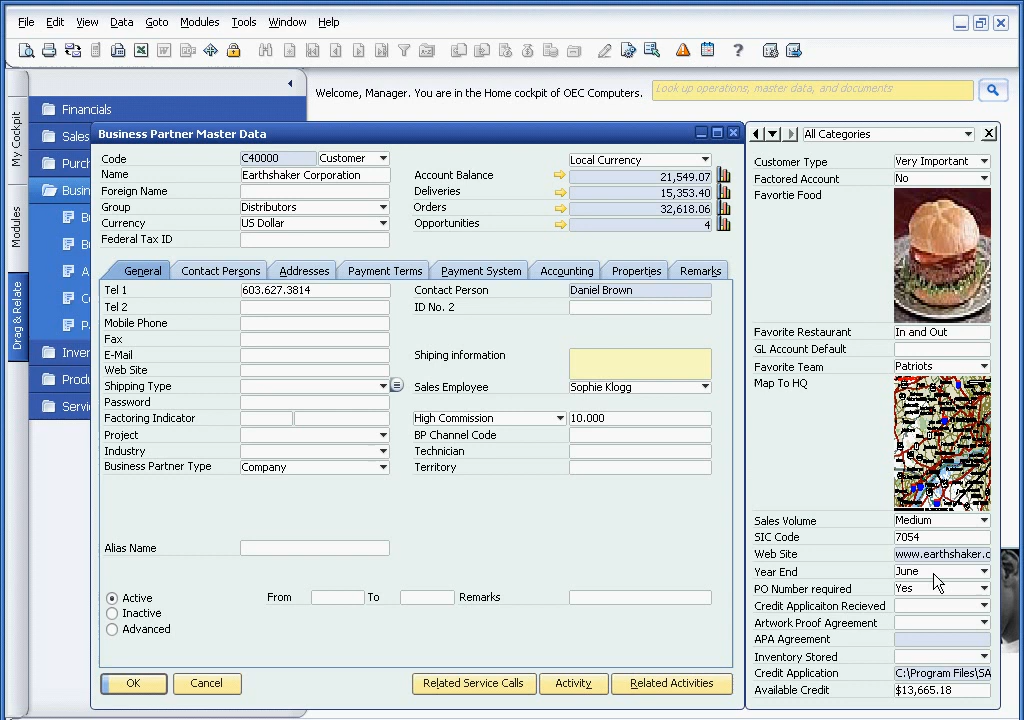 File Edit View Data Goto Modules Tools Window Help
Welcome, Manager. You are in the Home cockpit of OEC Computers.
Look up operations, master data, and documents
My Cockpit
Modules
Drag & Relate
Financials
Sales
Purch
Busin
Inver
Produ
Servi
Business Partner Master Data
Code C40000 Customer Local Currency
Name Earthshaker Corporation Account Balance 21,549.07
Foreign Name Deliveries 15,353.40
Group Distributors Orders 32,618.06
Currency US Dollar Opportunities 4
Federal Tax ID
General Contact Persons Addresses Payment Terms Payment System Accounting Properties Remarks
Tel 1 603.627.3814 Contact Person Daniel Brown
Tel 2 ID No. 2
Mobile Phone
Fax
E-Mail Shiping information
Web Site
Shipping Type Sales Employee Sophie Klogg
Password
Factoring Indicator High Commission 10.000
Project BP Channel Code
Industry Technician
Business Partner Type Company Territory
Alias Name
Active From To Remarks
Inactive
Advanced
OK Cancel Related Service Calls Activity Related Activities
All Categories
Customer Type Very Important
Factored Account No
Favortie Food
Favorite Restaurant In and Out
GL Account Default
Favorite Team Patriots
Map To HQ
Sales Volume Medium
SIC Code 7054
Web Site www.earthshaker.c
Year End June
PO Number required Yes
Credit Applicaiton Recieved
Artwork Proof Agreement
APA Agreement
Inventory Stored
Credit Application C:\Program Files\SA
Available Credit $13,665.18